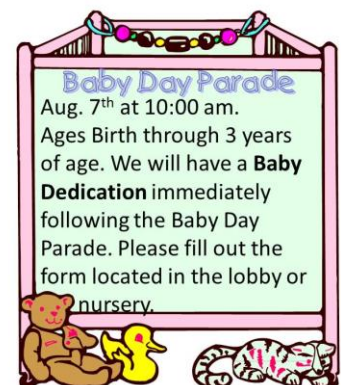 Baby Day Parade
Aug. 7th at 10:00 am.
Ages Birth through 3 years
of age. We will have a Baby
Dedication immediately
following the Baby Day
Parade. Please fill out the
form located in the lobby or
nursery.